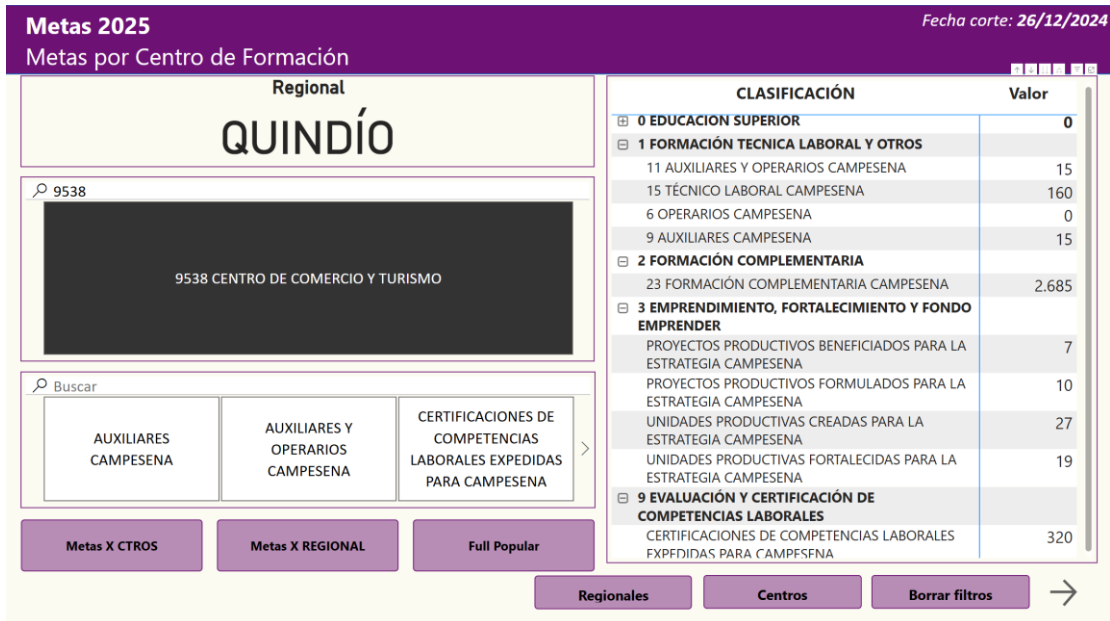 Metas 2025
Fecha corte: 26/12/2024
Metas por Centro de Formación
Regional
QUINDÍO
9538
9538 CENTRO DE COMERCIO Y TURISMO
Buscar
AUXILIARES
CAMPESENA
AUXILIARES Y
OPERARIOS
CAMPESENA
CERTIFICACIONES DE
COMPETENCIAS
LABORALES EXPEDIDAS
PARA CAMPESENA
Metas X CTROS
Metas X REGIONAL
Full Popular
CLASIFICACIÓN Valor
0 EDUCACION SUPERIOR 0
1 FORMACIÓN TECNICA LABORAL Y OTROS
11 AUXILIARES Y OPERARIOS CAMPESENA 15
15 TÉCNICO LABORAL CAMPESENA 160
6 OPERARIOS CAMPESENA 0
9 AUXILIARES CAMPESENA 15
2 FORMACIÓN COMPLEMENTARIA
23 FORMACIÓN COMPLEMENTARIA CAMPESENA 2.685
3 EMPRENDIMIENTO, FORTALECIMIENTO Y FONDO
EMPRENDER
PROYECTOS PRODUCTIVOS BENEFICIADOS PARA LA 7
ESTRATEGIA CAMPESENA
PROYECTOS PRODUCTIVOS FORMULADOS PARA LA 10
ESTRATEGIA CAMPESENA
UNIDADES PRODUCTIVAS CREADAS PARA LA 27
ESTRATEGIA CAMPESENA
UNIDADES PRODUCTIVAS FORTALECIDAS PARA LA 19
ESTRATEGIA CAMPESENA
9 EVALUACIÓN Y CERTIFICACIÓN DE
COMPETENCIAS LABORALES
CERTIFICACIONES DE COMPETENCIAS LABORALES 320
EXPEDIDAS PARA CAMPESENA
Regionales
Centros
Borrar filtros